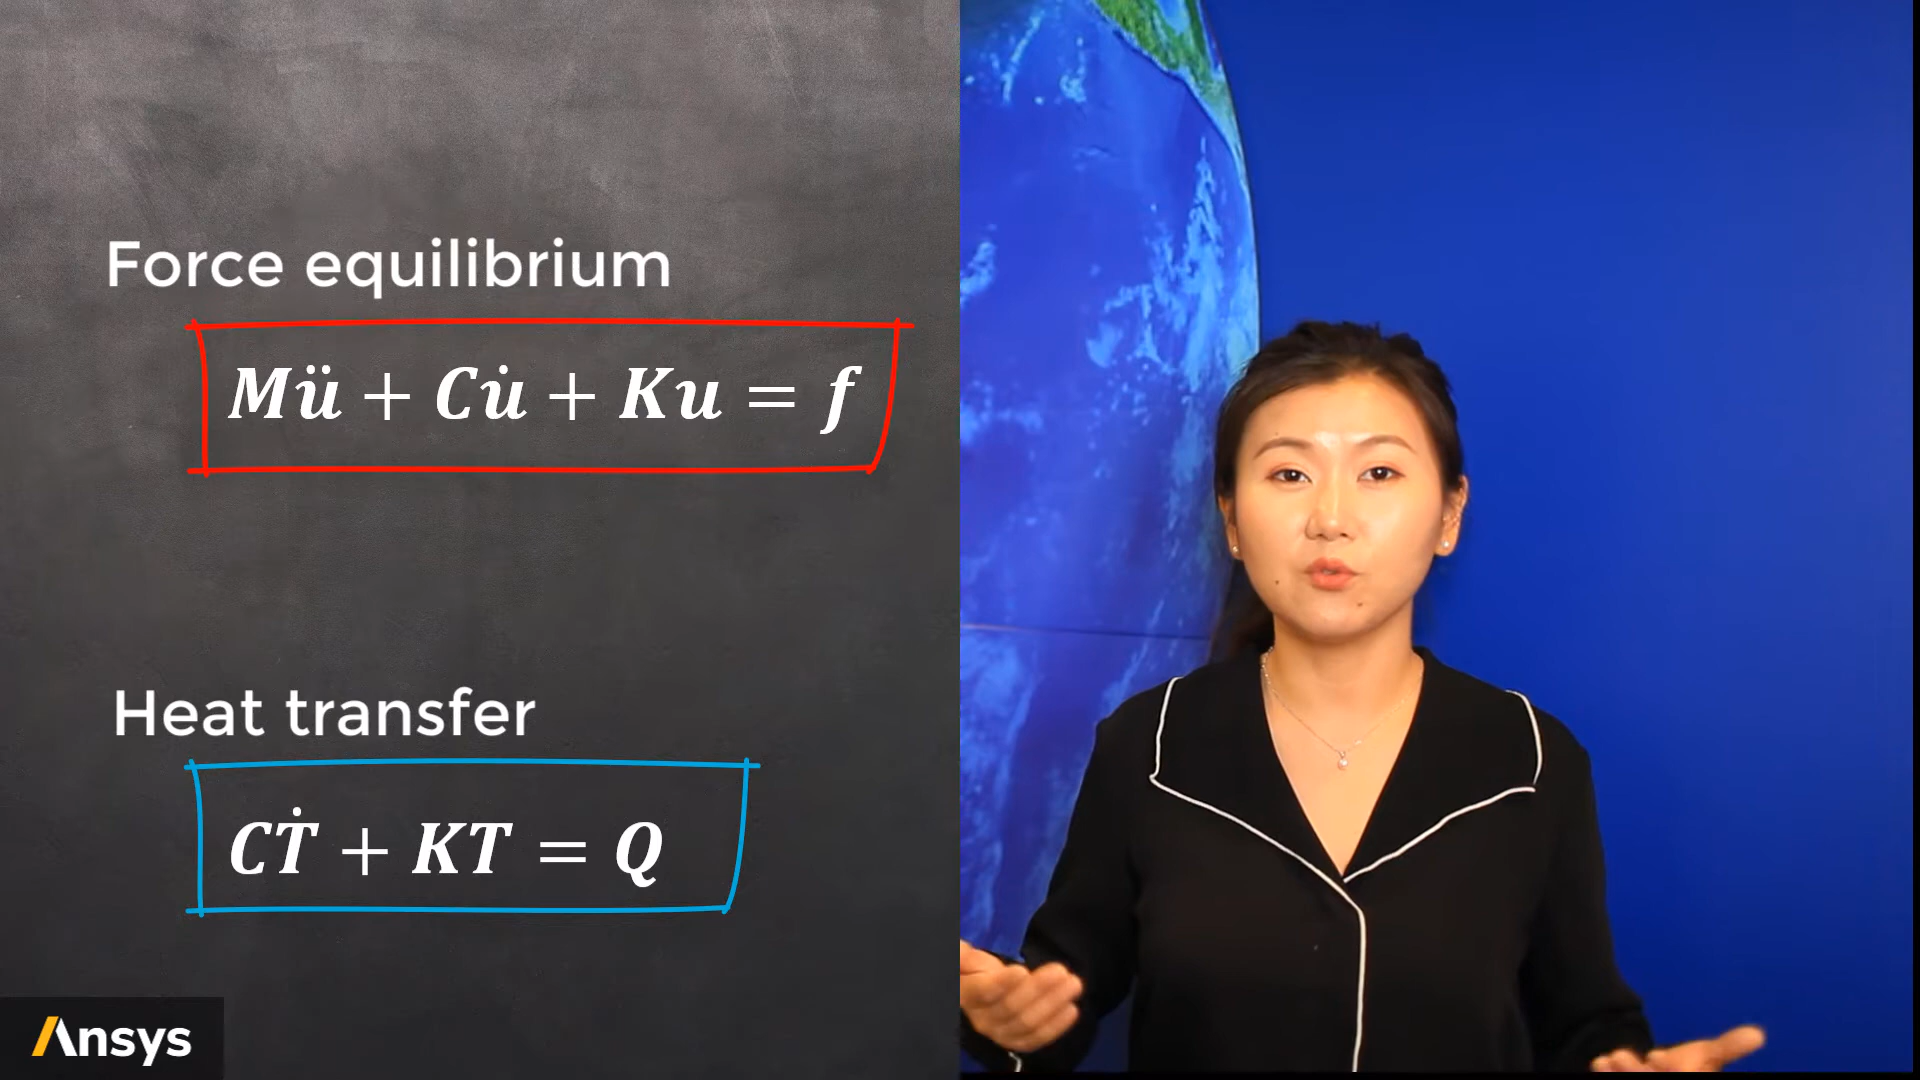 Force equilibrium
Mü + Cu̇ + Ku = f
Heat transfer
CṪ + KT = Q
Ansys